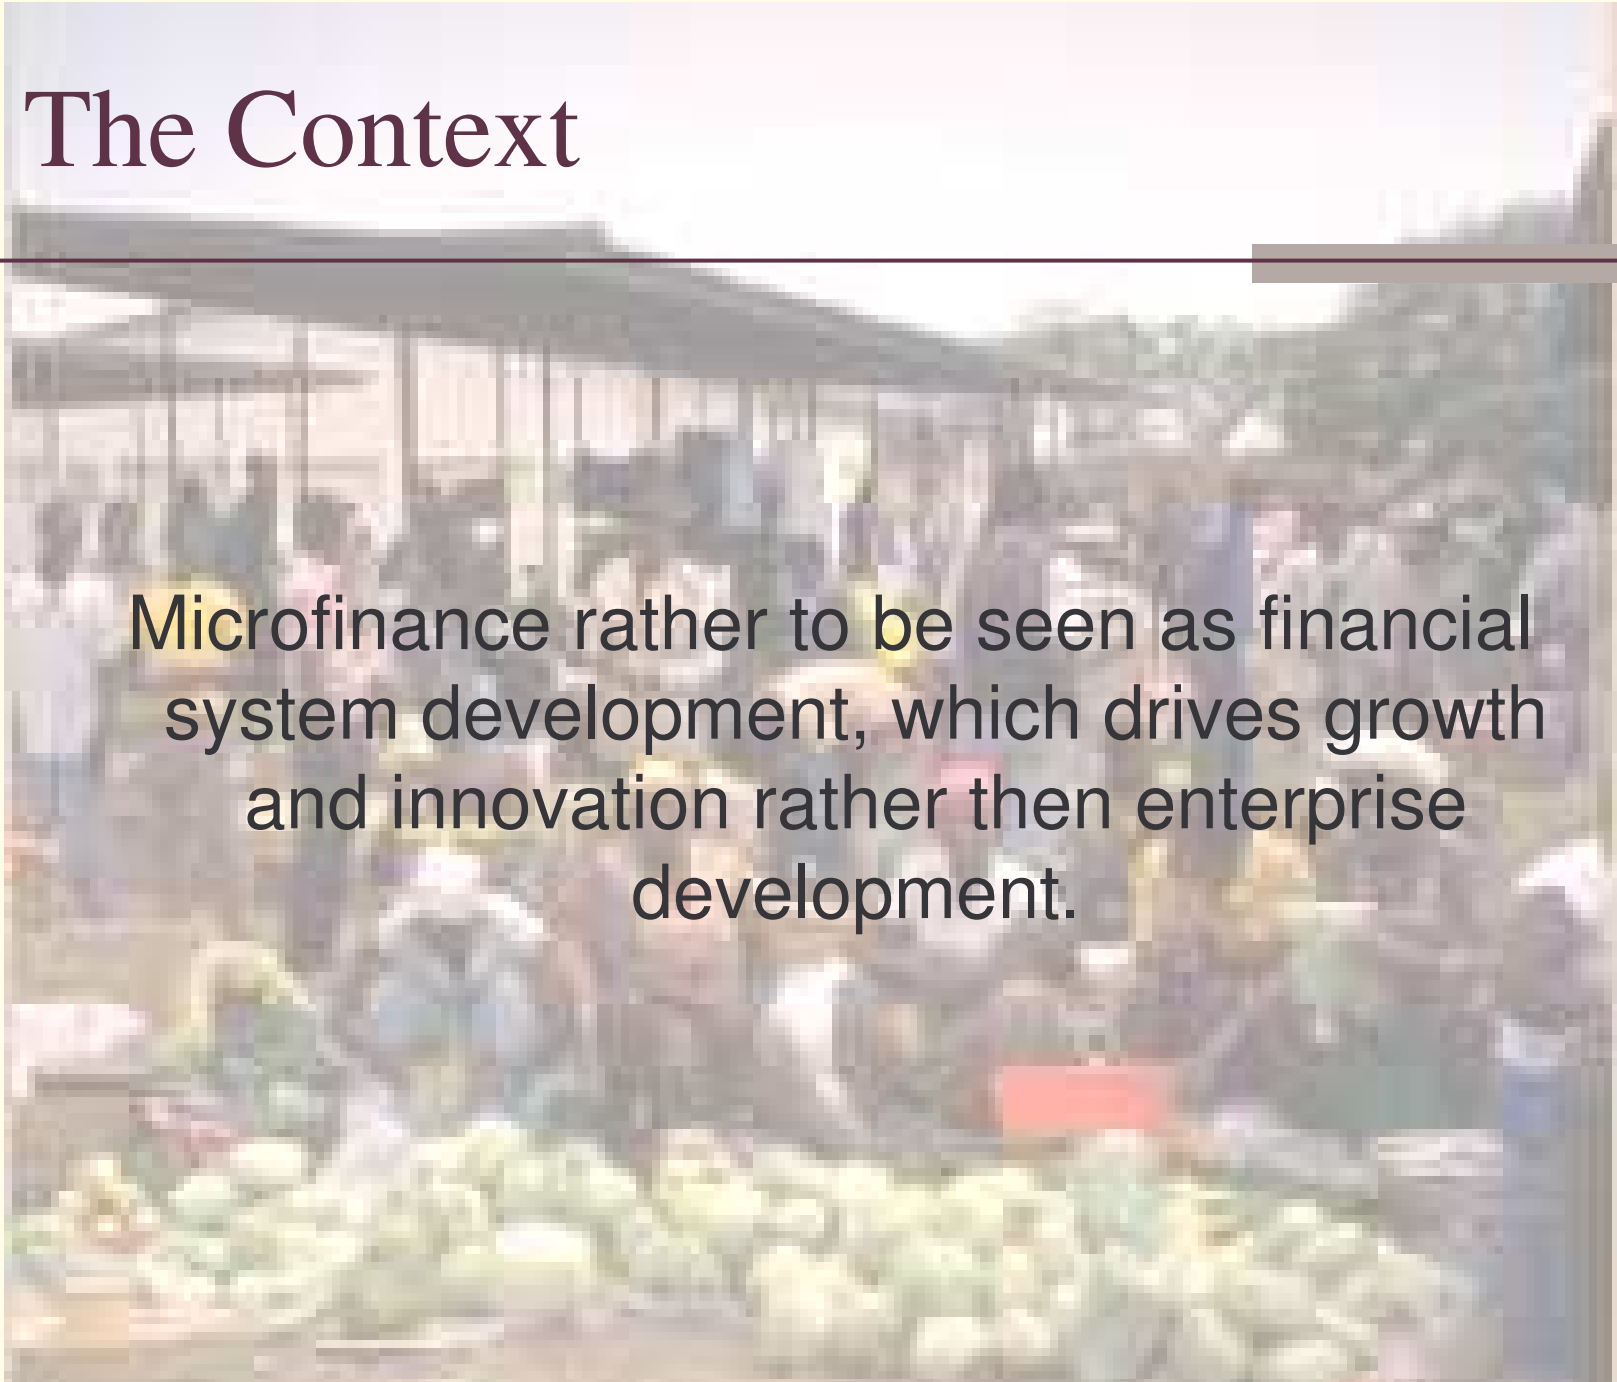 The Context
Microfinance rather to be seen as financial
system development, which drives growth
and innovation rather then enterprise
development.